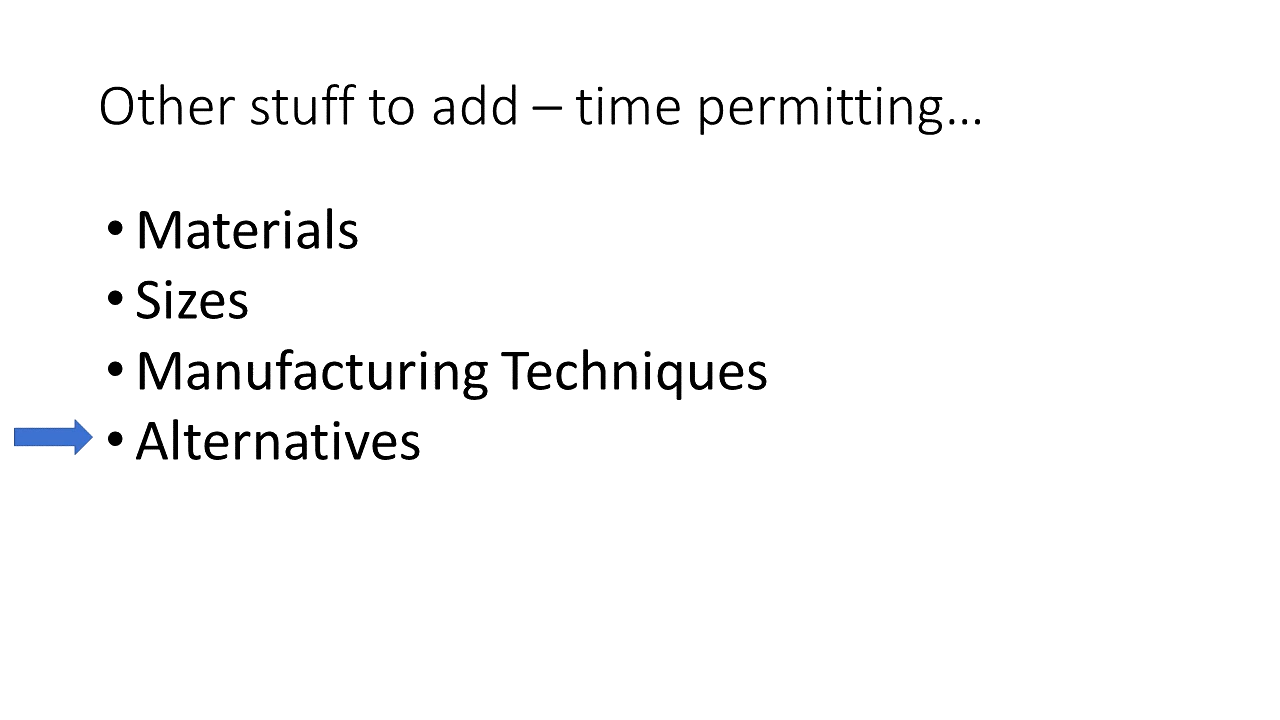 Other stuff to add – time permitting...
• Materials
• Sizes
• Manufacturing Techniques
• Alternatives